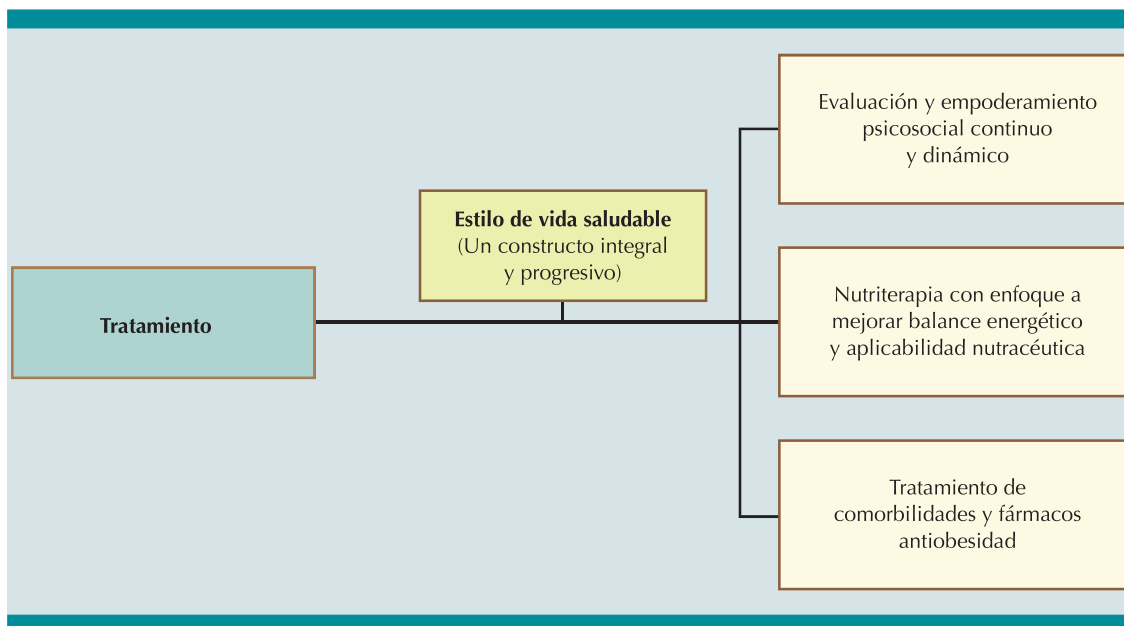 Tratamiento
Estilo de vida saludable
(Un constructo integral
y progresivo)
Evaluación y empoderamiento
psicosocial continuo
y dinámico
Nutriterapia con enfoque a
mejorar balance energético
y aplicabilidad nutracéutica
Tratamiento de
comorbilidades y fármacos
antiobesidad